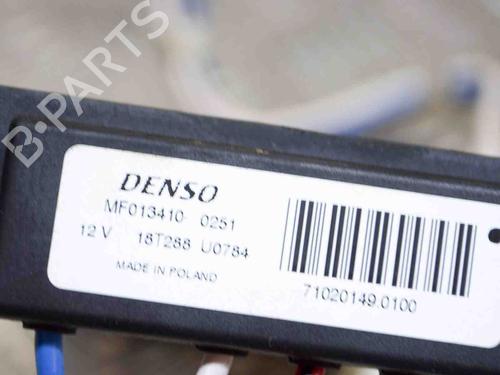 B-PARTS
DENSO
MF013410- 0251
12 V 18T288 U0784
MADE IN POLAND
71020149.0100